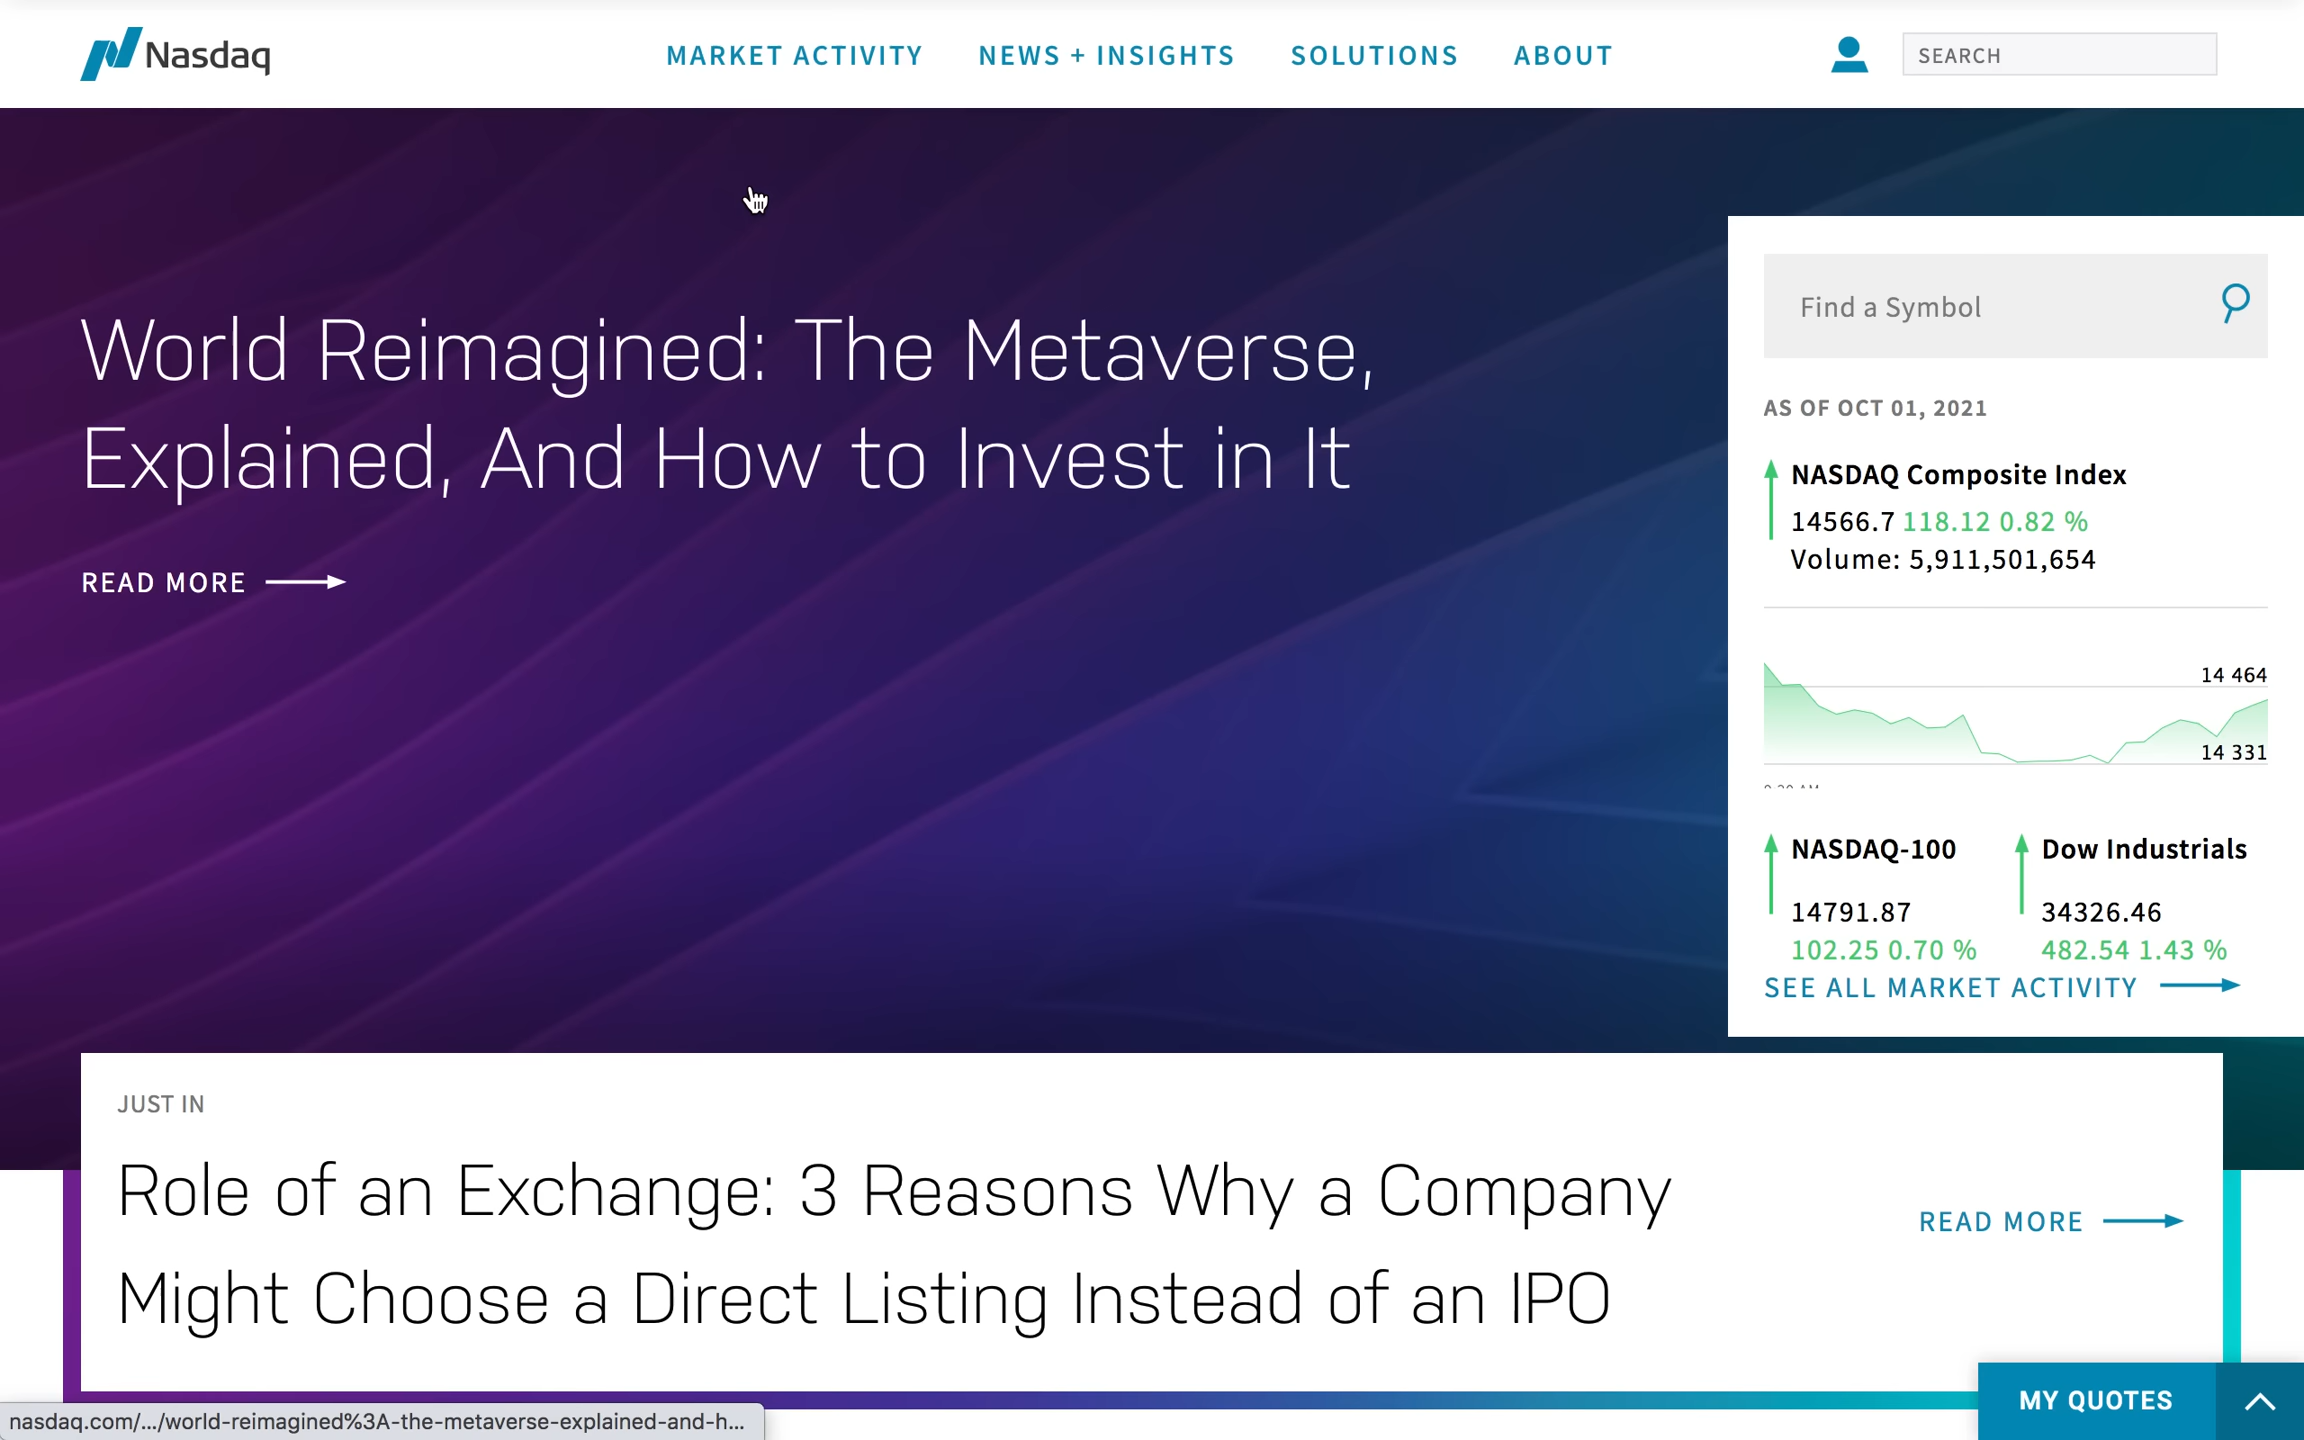 Nasdaq
MARKET ACTIVITY
NEWS + INSIGHTS
SOLUTIONS
ABOUT
SEARCH
World Reimagined: The Metaverse,
Explained, And How to Invest in It
READ MORE
Find a Symbol
AS OF OCT 01, 2021
NASDAQ Composite Index
14566.7 118.12 0.82 %
Volume: 5,911,501,654
14 464
14 331
NASDAQ-100
14791.87
102.25 0.70 %
Dow Industrials
34326.46
482.54 1.43 %
SEE ALL MARKET ACTIVITY
JUST IN
Role of an Exchange: 3 Reasons Why a Company
Might Choose a Direct Listing Instead of an IPO
READ MORE
MY QUOTES
nasdaq.com/.../world-reimagined%3A-the-metaverse-explained-and-h...